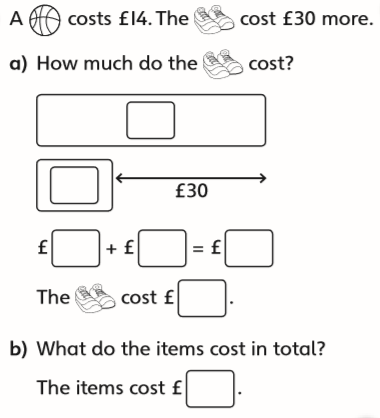 A costs £14. The cost £30 more.
a) How much do the cost?
£30
£ + £ = £
The cost £ .
b) What do the items cost in total?
The items cost £ .